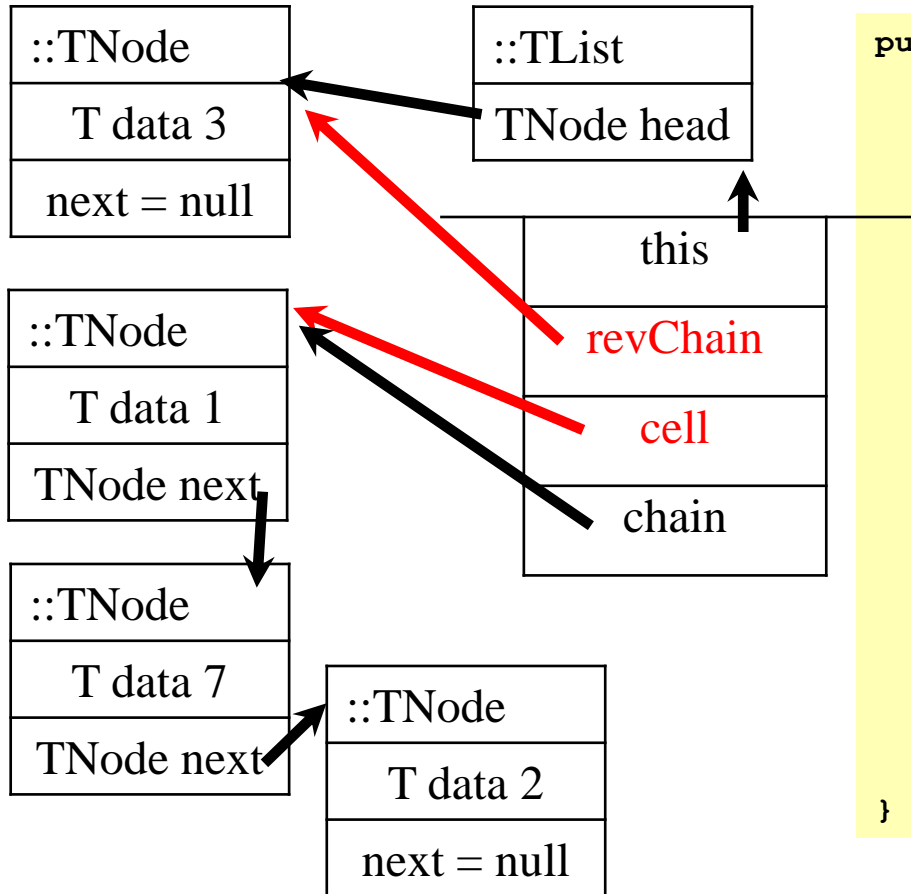 ::TNode
T data 3
next = null
::TList
TNode head
pu
this
revChain
cell
chain
::TNode
T data 1
TNode next
::TNode
T data 7
TNode next
::TNode
T data 2
next = null
}